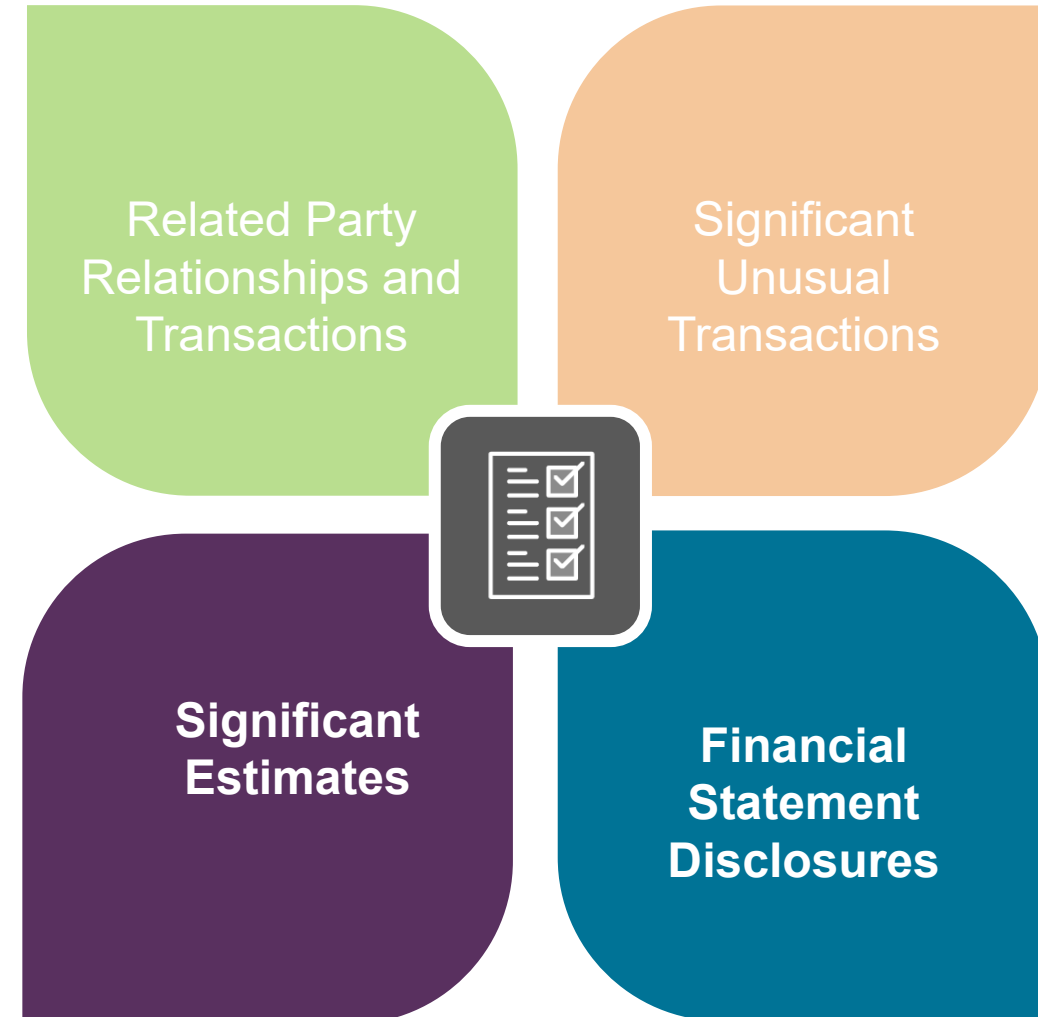 Related Party
Relationships and
Transactions
Significant
Unusual
Transactions
Significant
Estimates
Financial
Statement
Disclosures